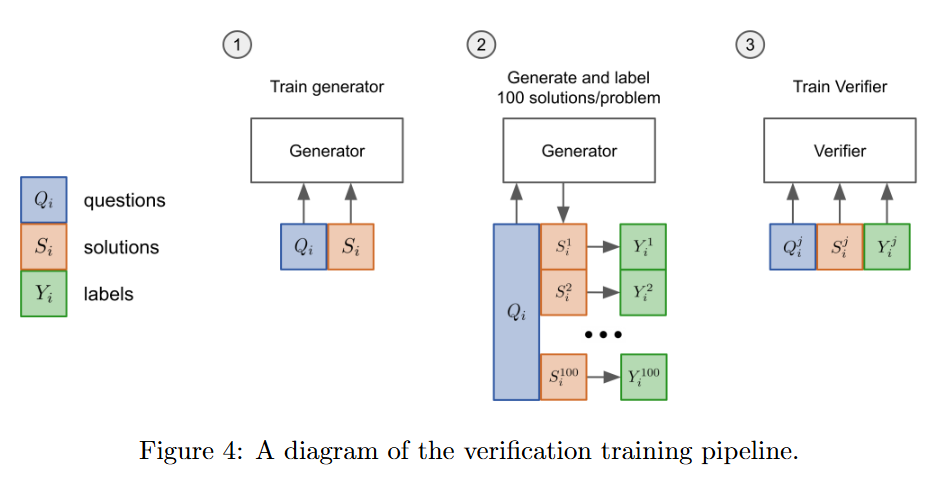 1
Train generator
Generator
Q_i S_i
2
Generate and label
100 solutions/problem
Generator
Q_i
S_i^1 Y_i^1
S_i^2 Y_i^2
•••
S_i^100 Y_i^100
3
Train Verifier
Verifier
Q_i^j S_i^j Y_i^j
Q_i questions
S_i solutions
Y_i labels
Figure 4: A diagram of the verification training pipeline.